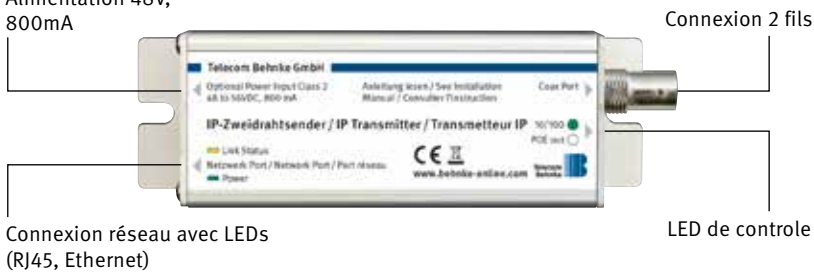 Alimentation 48V,
800mA
Connexion 2 fils
Telecom Behnke GmbH
Optional Power Input Class 2
48 to 56VDC, 800 mA
Anleitung lesen / See Installation
Manual / Consulter l'instruction
Coax Port
IP-Zweidrahtsender / IP Transmitter / Transmetteur IP
10/100
POE out
Link Status
Netzwerk Port / Network Port / Port réseau
Power
CE
www.behnke-online.com
Telecom
Behnke
LED de controle
Connexion réseau avec LEDs
(RJ45, Ethernet)